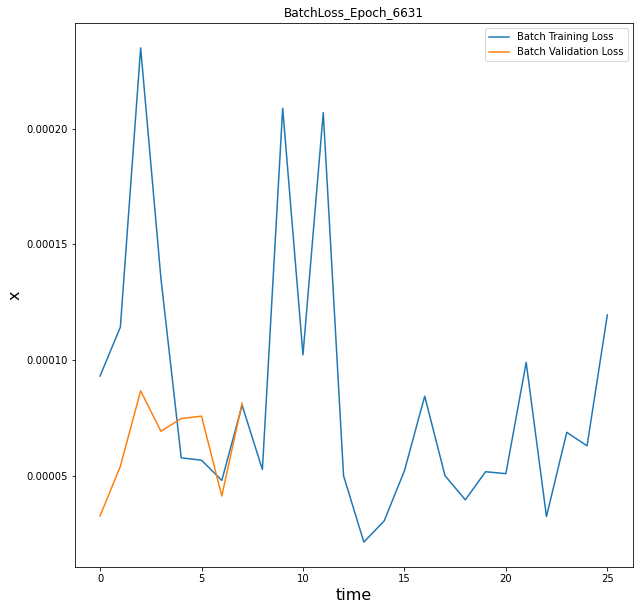 BatchLoss_Epoch_6631
Batch Training Loss
Batch Validation Loss
0.00020
0.00015
x
0.00010
0.00005
0 5 10 15 20 25
time